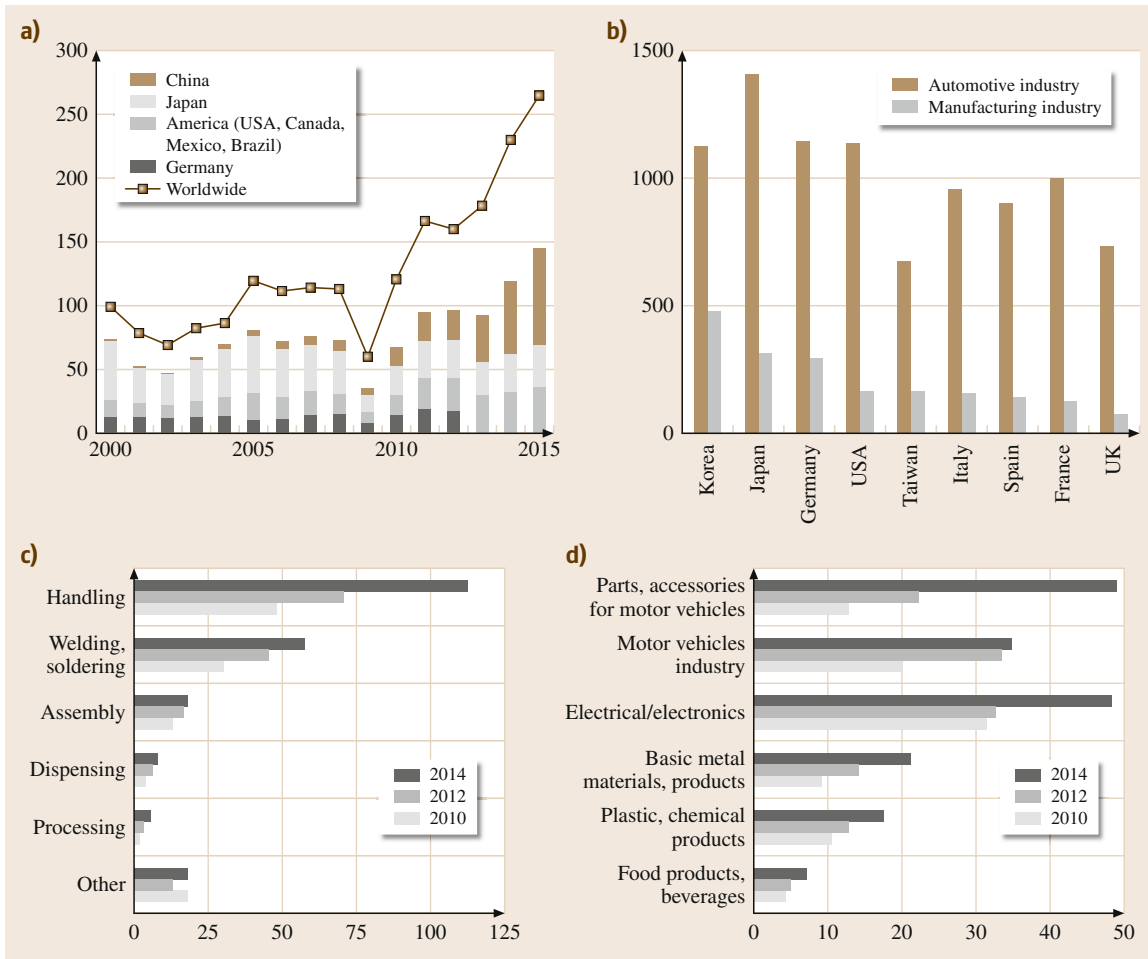 a)
300
250
200
150
100
50
0
China
Japan
America (USA, Canada,
Mexico, Brazil)
Germany
Worldwide
2000
2005
2010
2015
b)
1500
1000
500
0
Automotive industry
Manufacturing industry
Korea
Japan
Germany
USA
Taiwan
Italy
Spain
France
UK
c)
Handling
Welding,
soldering
Assembly
Dispensing
Processing
Other
2014
2012
2010
0
25
50
75
100
125
d)
Parts, accessories
for motor vehicles
Motor vehicles
industry
Electrical/electronics
Basic metal
materials, products
Plastic, chemical
products
Food products,
beverages
2014
2012
2010
0
10
20
30
40
50